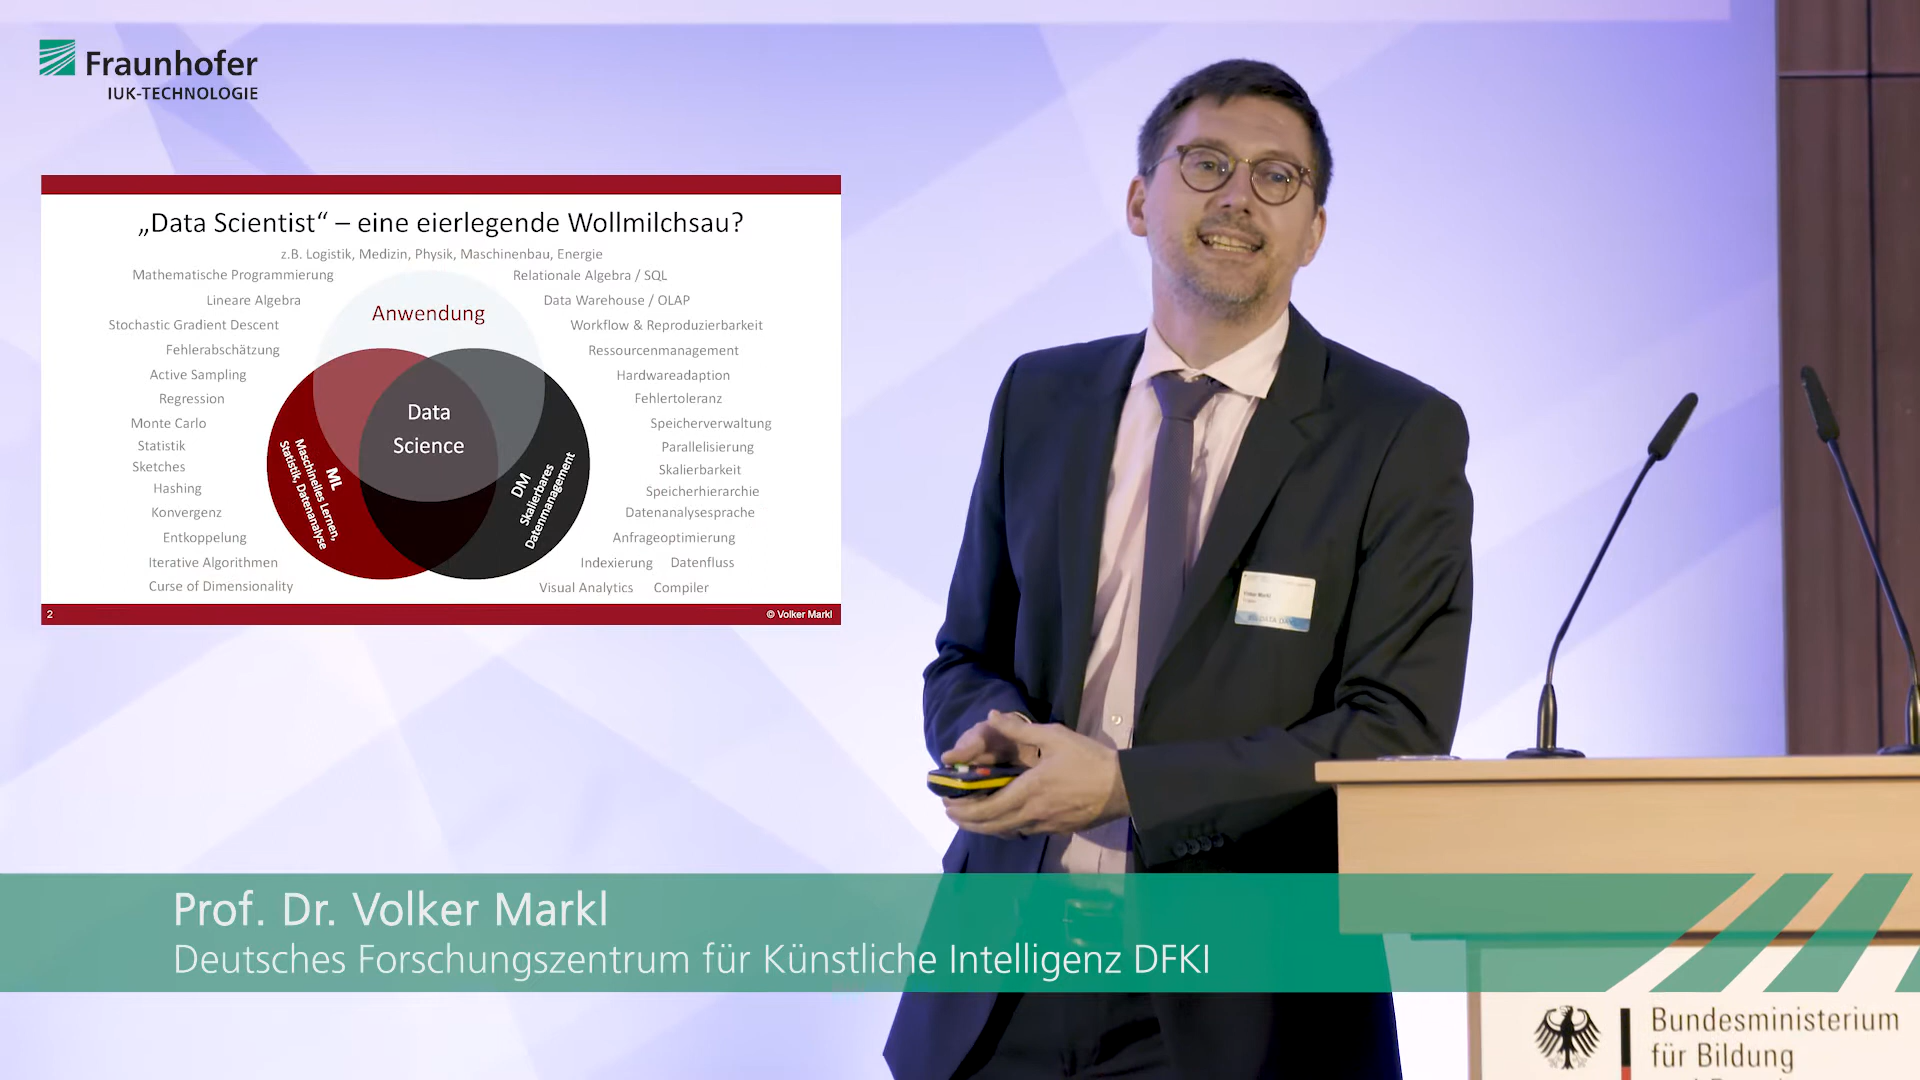 Fraunhofer
IUK-TECHNOLOGIE
„Data Scientist“ – eine eierlegende Wollmilchsau?
z.B. Logistik, Medizin, Physik, Maschinenbau, Energie
Mathematische Programmierung
Lineare Algebra
Stochastic Gradient Descent
Fehlerabschätzung
Active Sampling
Regression
Monte Carlo
Statistik
Sketches
Hashing
Konvergenz
Entkoppelung
Iterative Algorithmen
Curse of Dimensionality
Anwendung
Data
Science
ML
Maschinelles Lernen,
Statistik, Datenanalyse
DM
Skalierbares
Datenmanagement
Relationale Algebra / SQL
Data Warehouse / OLAP
Workflow & Reproduzierbarkeit
Ressourcenmanagement
Hardwareadaption
Fehlertoleranz
Speicherverwaltung
Parallelisierung
Skalierbarkeit
Speicherhierarchie
Datenanalysesprache
Anfrageoptimierung
Indexierung Datenfluss
Visual Analytics Compiler
2
© Volker Markl
Volker Markl
Prof. Dr. Volker Markl
Deutsches Forschungszentrum für Künstliche Intelligenz DFKI
Bundesministerium
für Bildung